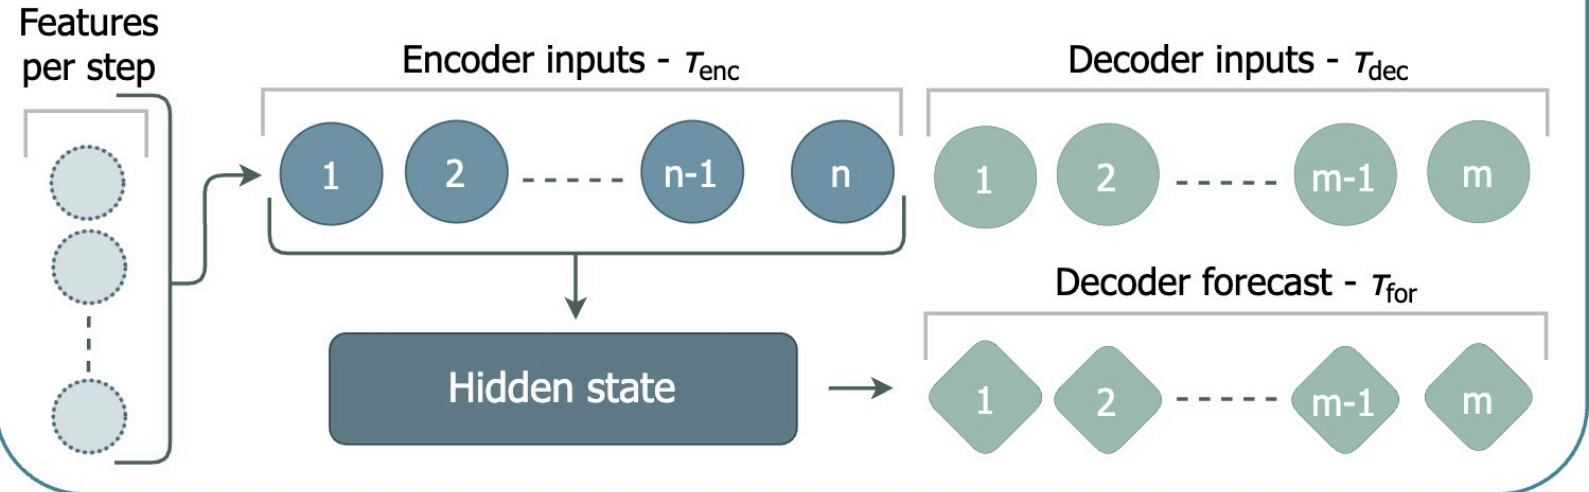 Features
per step
Encoder inputs - τenc
1 2 n-1 n
Decoder inputs - τdec
1 2 m-1 m
Hidden state
Decoder forecast - τfor
1 2 m-1 m